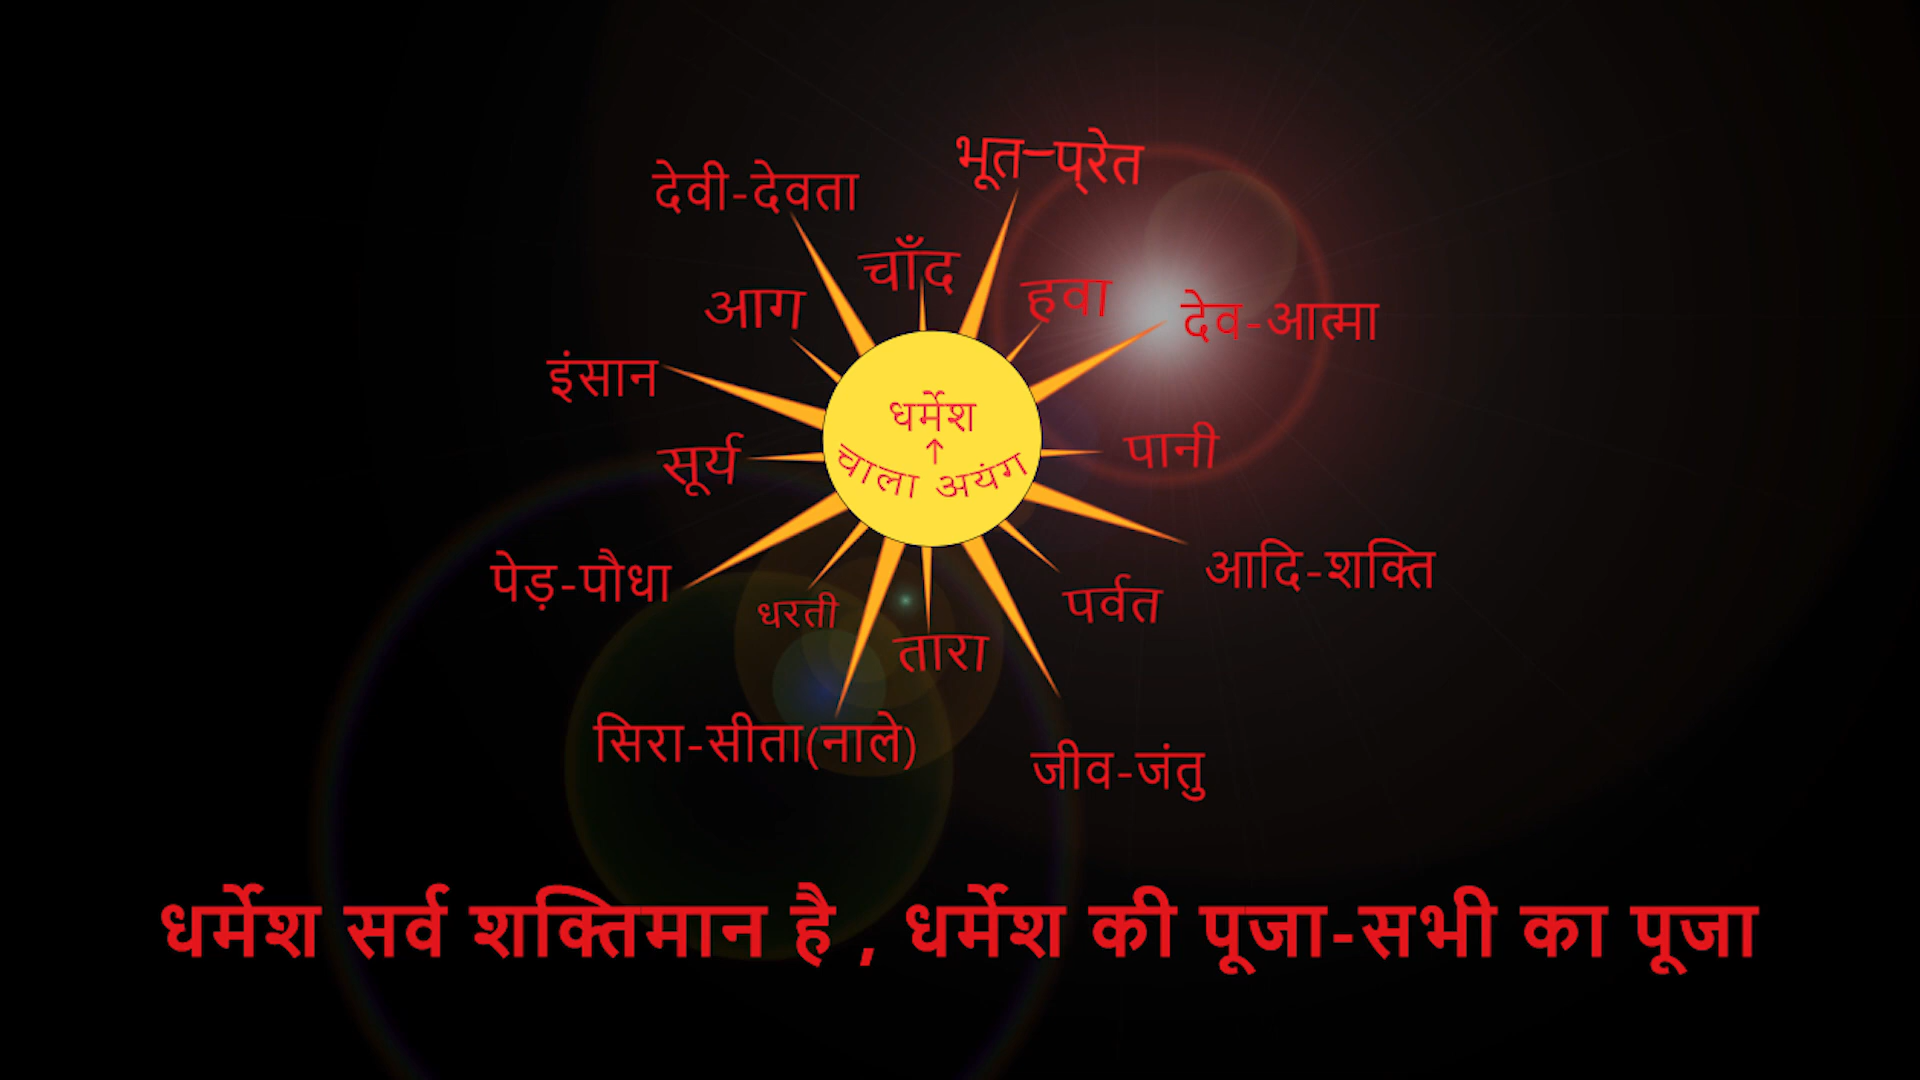 भूत-प्रेत
देवी-देवता
चाँद
हवा
आग
देव-आत्मा
इंसान
धर्मेश
↑
चाला अयंग
सूर्य
पानी
पेड़-पौधा
आदि-शक्ति
धरती
पर्वत
तारा
सिरा-सीता(नाले)
जीव-जंतु
धर्मेश सर्व शक्तिमान है , धर्मेश की पूजा-सभी का पूजा